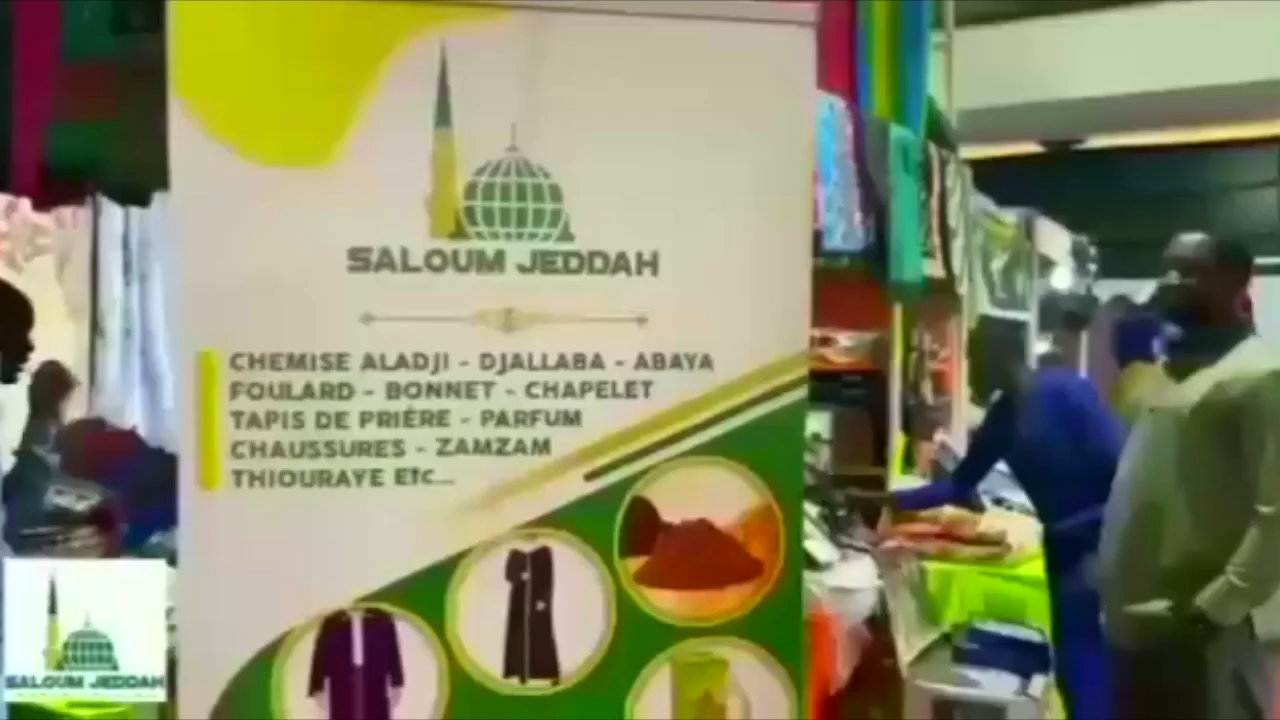 SALOUM JEDDAH
CHEMISE ALADJI - DJALLABA - ABAYA
FOULARD - BONNET - CHAPELET
TAPIS DE PRIÈRE - PARFUM
CHAUSSURES - ZAMZAM
THIOURAYE Etc...
SALOUM JEDDAH